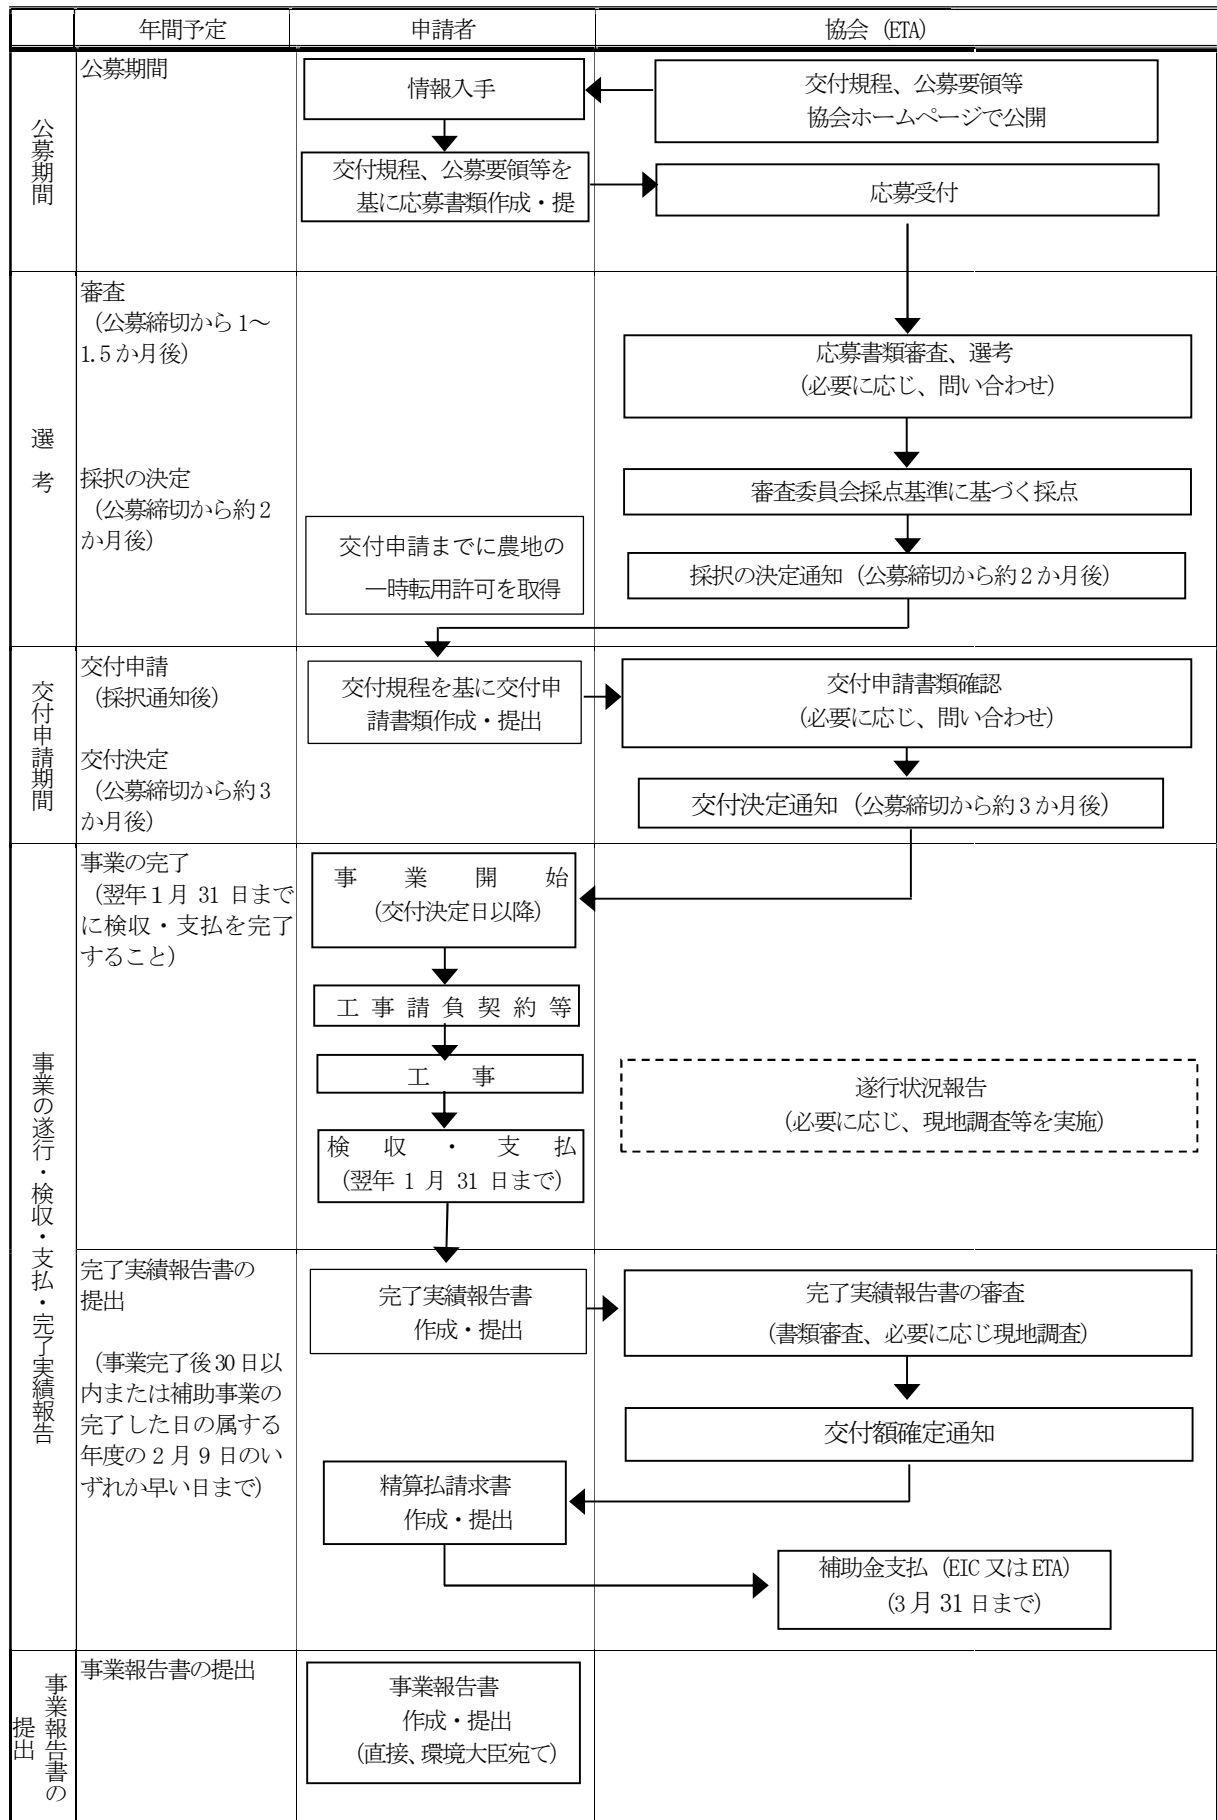 年間予定
申請者
協会（ETA）
公募期間
公募期間
情報入手
交付規程、公募要領等
協会ホームページで公開
交付規程、公募要領等を
基に応募書類作成・提
応募受付
選考
審査
（公募締切から1～
1.5か月後）
応募書類審査、選考
（必要に応じ、問い合わせ）
採択の決定
（公募締切から約2
か月後）
審査委員会採点基準に基づく採点
交付申請までに農地の
一時転用許可を取得
採択の決定通知（公募締切から約2か月後）
交付申請期間
交付申請
（採択通知後）
交付規程を基に交付申
請書類作成・提出
交付申請書類確認
（必要に応じ、問い合わせ）
交付決定
（公募締切から約3
か月後）
交付決定通知（公募締切から約3か月後）
事業の遂行・検収・支払・完了実績報告
事業の完了
（翌年1月31日まで
に検収・支払を完了
すること）
事業開始
（交付決定日以降）
工事請負契約等
工事
遂行状況報告
（必要に応じ、現地調査等を実施）
検収・支払
（翌年1月31日まで）
完了実績報告書の
提出
（事業完了後30日以
内または補助事業の
完了した日の属する
年度の2月9日のい
ずれか早い日まで）
完了実績報告書
作成・提出
完了実績報告書の審査
（書類審査、必要に応じ現地調査）
交付額確定通知
精算払請求書
作成・提出
補助金支払（EIC又はETA）
（3月31日まで）
事業報告書の
提出
事業報告書の提出
事業報告書
作成・提出
（直接、環境大臣宛て）